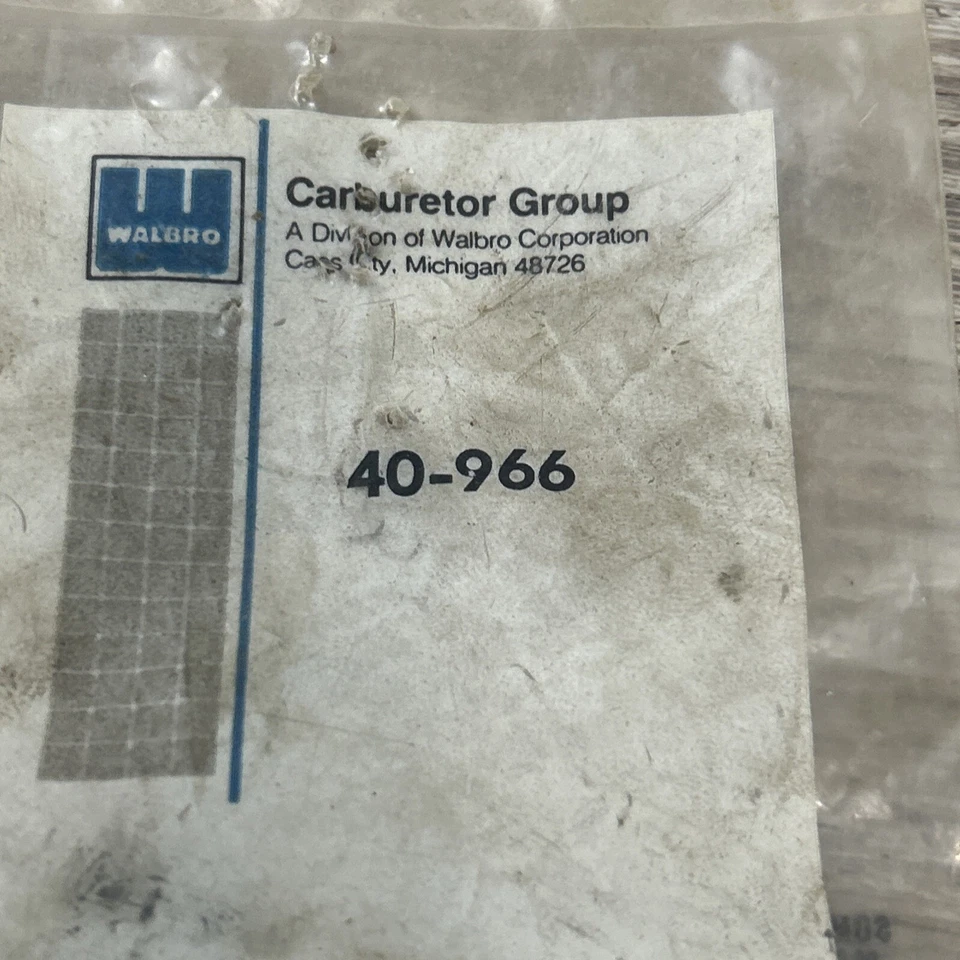 WALBRO
Carburetor Group
A Division of Walbro Corporation
Cass City, Michigan 48726
40-966